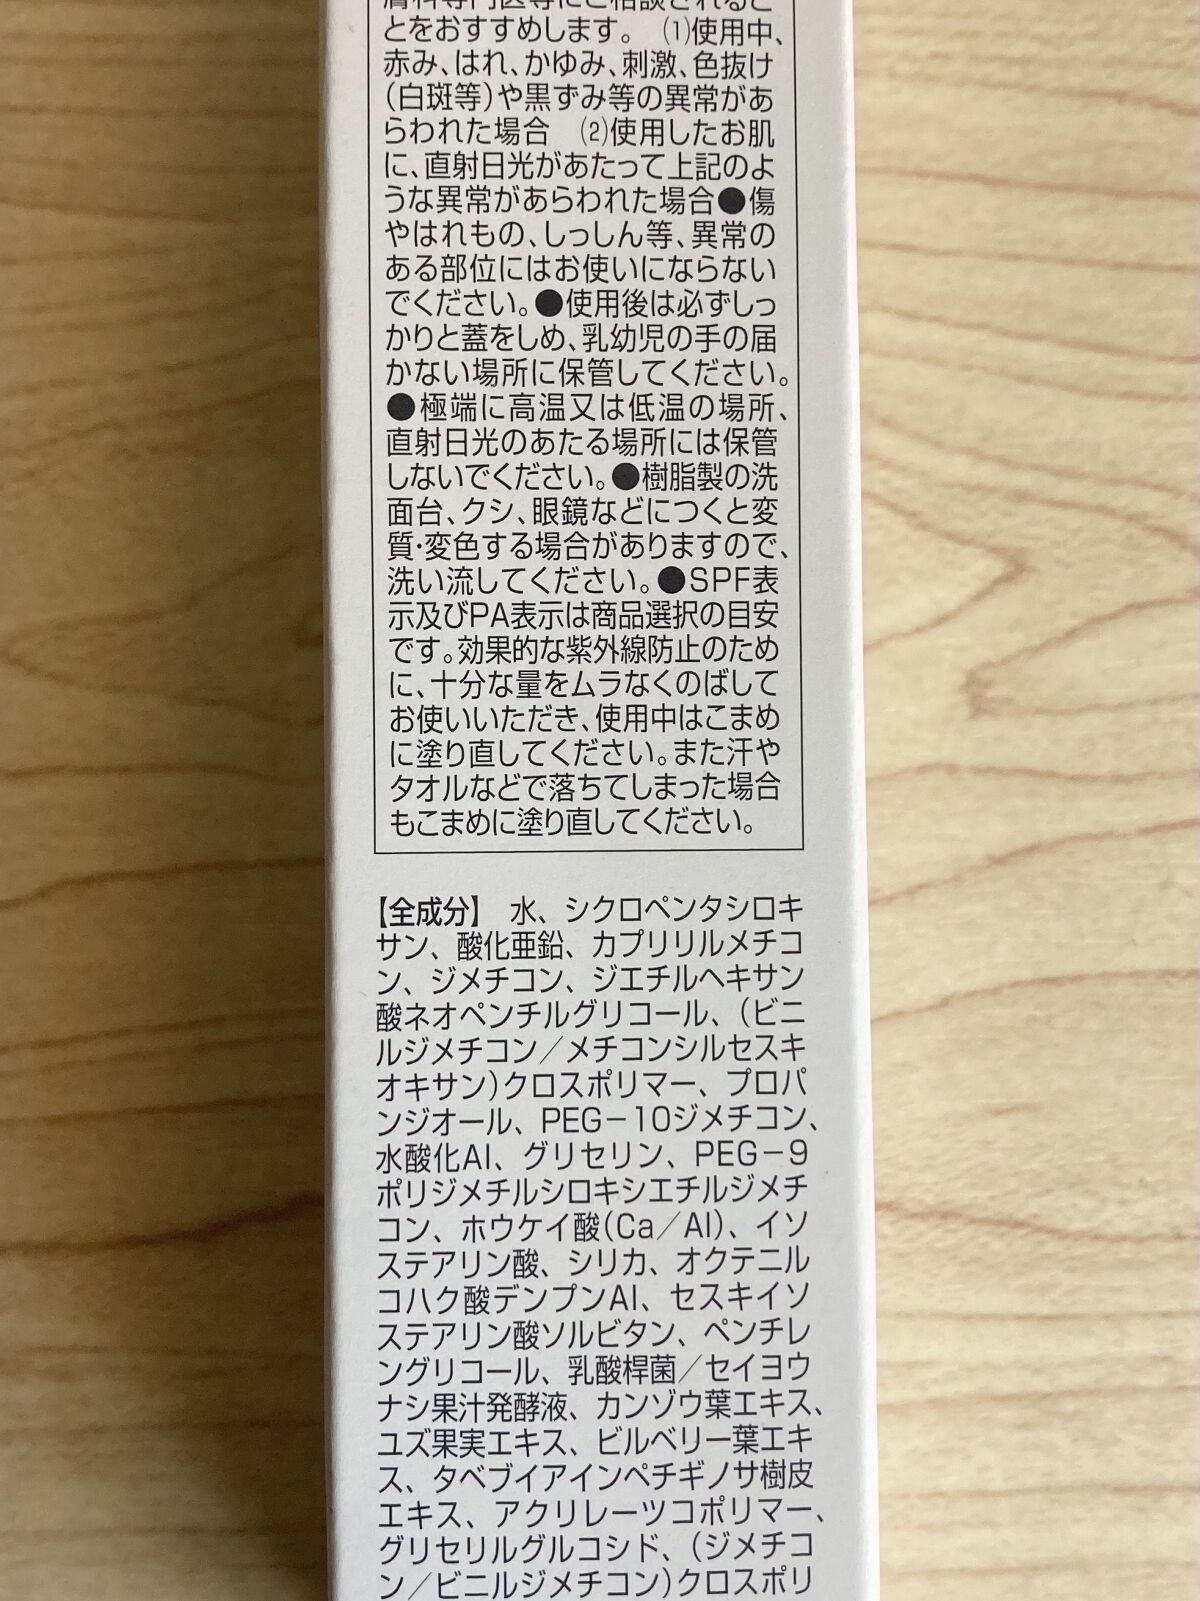 膚科専門医等にご相談されるこ
とをおすすめします。 ⑴使用中、
赤み、はれ、かゆみ、刺激、色抜け
(白斑等)や黒ずみ等の異常があ
らわれた場合 ⑵使用したお肌
に、直射日光があたって上記のよ
うな異常があらわれた場合●傷
やはれもの、しっしん等、異常の
ある部位にはお使いにならない
でください。●使用後は必ずしっ
かりと蓋をしめ、乳幼児の手の届
かない場所に保管してください。
●極端に高温又は低温の場所、
直射日光のあたる場所には保管
しないでください。●樹脂製の洗
面台、クシ、眼鏡などにつくと変
質・変色する場合がありますので、
洗い流してください。●SPF表
示及びPA表示は商品選択の目安
です。効果的な紫外線防止のため
に、十分な量をムラなくのばして
お使いいただき、使用中はこまめ
に塗り直してください。また汗や
タオルなどで落ちてしまった場合
もこまめに塗り直してください。
【全成分】 水、シクロペンタシロキ
サン、酸化亜鉛、カプリリルメチコ
ン、ジメチコン、ジエチルヘキサン
酸ネオペンチルグリコール、(ビニ
ルジメチコン/メチコンシルセスキ
オキサン)クロスポリマー、プロパ
ンジオール、PEG-10ジメチコン、
水酸化Al、グリセリン、PEG-9
ポリジメチルシロキシエチルジメチ
コン、ホウケイ酸(Ca/Al)、イソ
ステアリン酸、シリカ、オクテニル
コハク酸デンプンAl、セスキイソ
ステアリン酸ソルビタン、ペンチレ
ングリコール、乳酸桿菌/セイヨウ
ナシ果汁発酵液、カンゾウ葉エキス、
ユズ果実エキス、ビルベリー葉エキ
ス、タベブイアインペチギノサ樹皮
エキス、アクリレーツコポリマー、
グリセリルグルコシド、(ジメチコ
ン/ビニルジメチコン)クロスポリ